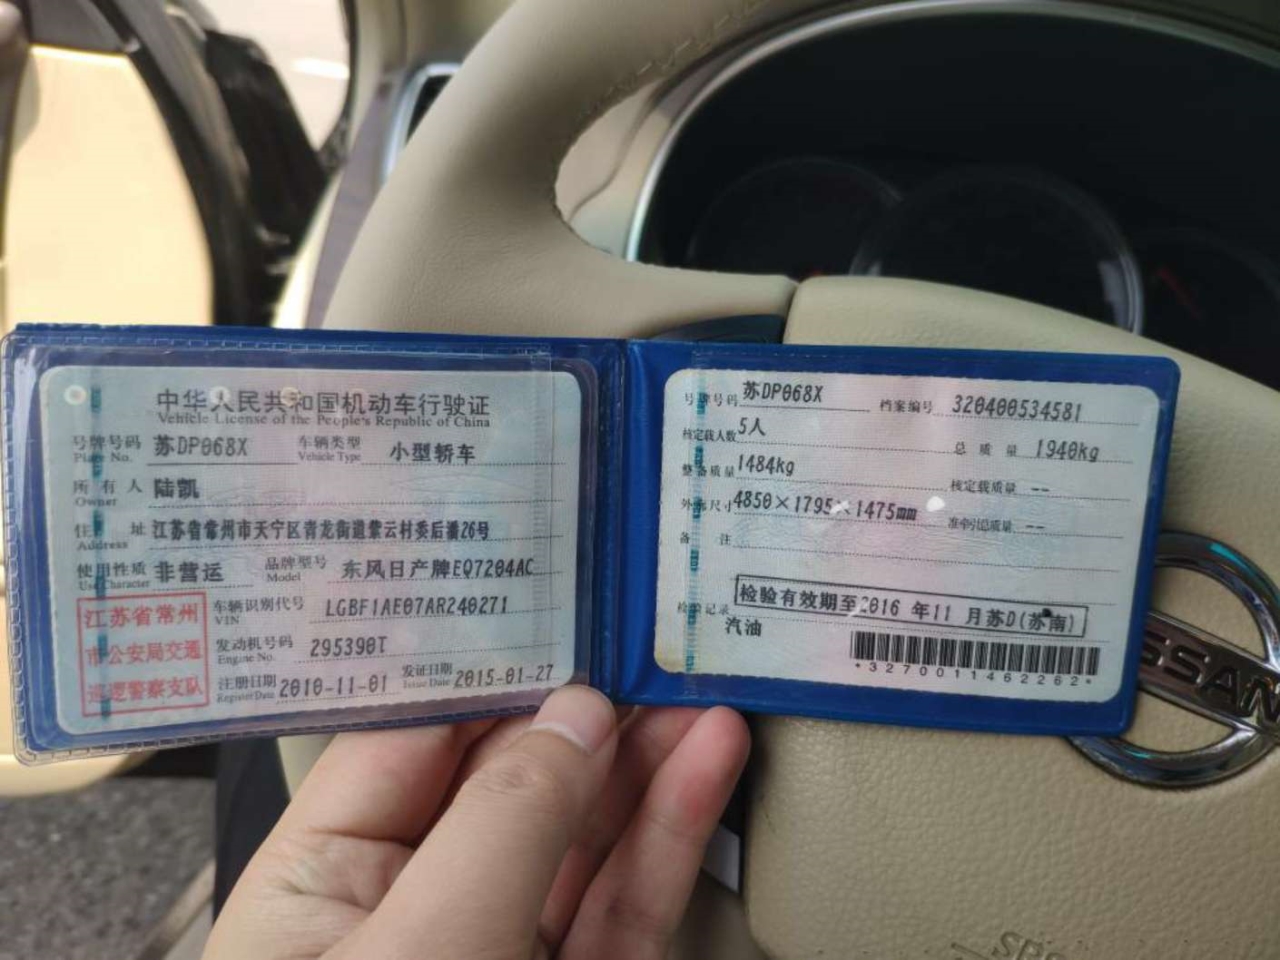 中华人民共和国机动车行驶证
Vehicle License of the People's Republic of China
号牌号码 苏DP068X 车辆类型 小型轿车
Plate No. Vehicle Type
所有人 陆凯
Owner
住址 江苏省常州市天宁区青龙街道紫云村委后潘26号
Address
使用性质 非营运 品牌型号 东风日产牌EQ7204AC
Use Character Model
江苏省常州
市公安局交通
巡逻警察支队
车辆识别代号 LGBF1AE07AR240271
VIN
发动机号码 295390T
Engine No.
注册日期 2010-11-01 发证日期 2015-01-27
Register Date Issue Date
号牌号码 苏DP068X 档案编号 320400534581
核定载人数 5人 总质量 1940kg
整备质量 1484kg 核定载质量 --
外廓尺寸 4850×1795×1475mm 准牵引总质量 --
备注
检验记录 检验有效期至2016年11月苏D(苏南)
汽油
*3270011462262*
SSAN